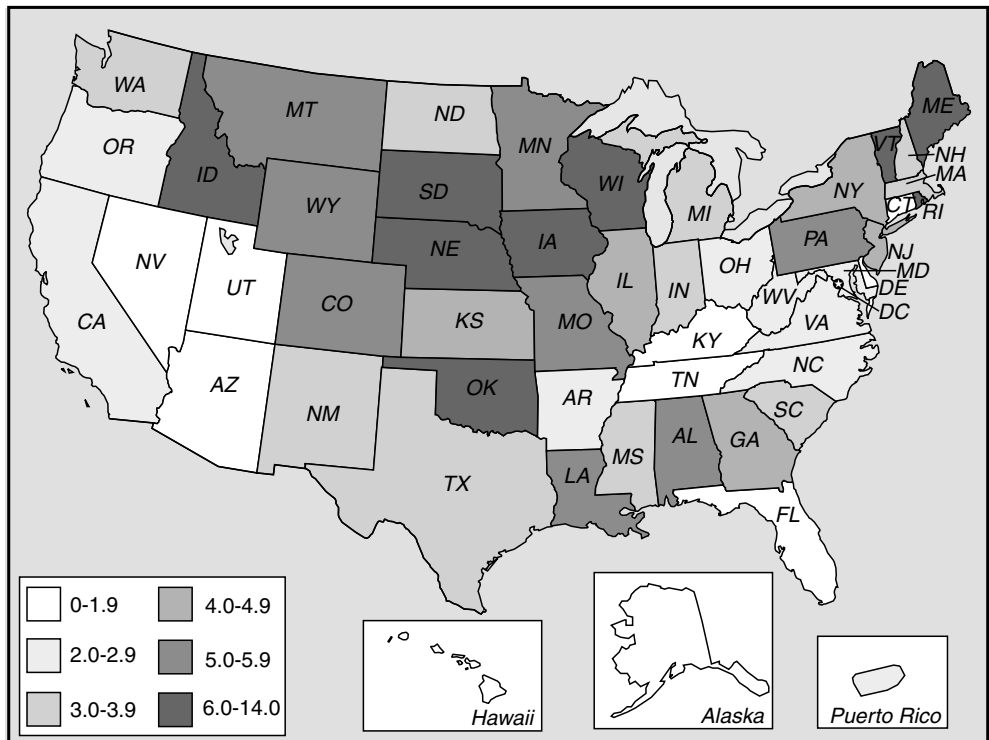 WA
MT
ND
MN
ME
VT
NH
MA
OR
ID
SD
WI
NY
CT
RI
WY
MI
NE
IA
PA
NJ
MD
DE
DC
NV
UT
CO
IL
IN
OH
WV
VA
CA
KS
MO
KY
NC
TN
AZ
NM
OK
AR
SC
MS
AL
GA
TX
LA
FL
0-1.9
4.0-4.9
2.0-2.9
5.0-5.9
3.0-3.9
6.0-14.0
Hawaii
Alaska
Puerto Rico